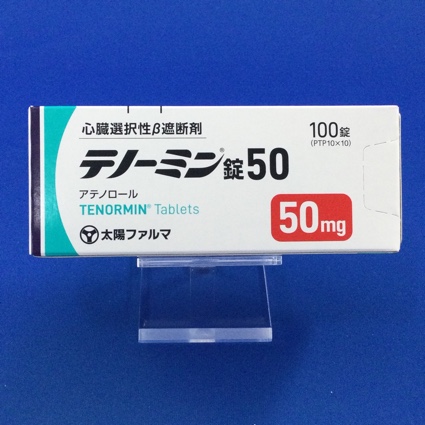 心臓選択性β遮断剤
100錠
(PTP10×10)
テノーミン®錠50
アテノロール
TENORMIN® Tablets
50mg
太陽ファルマ